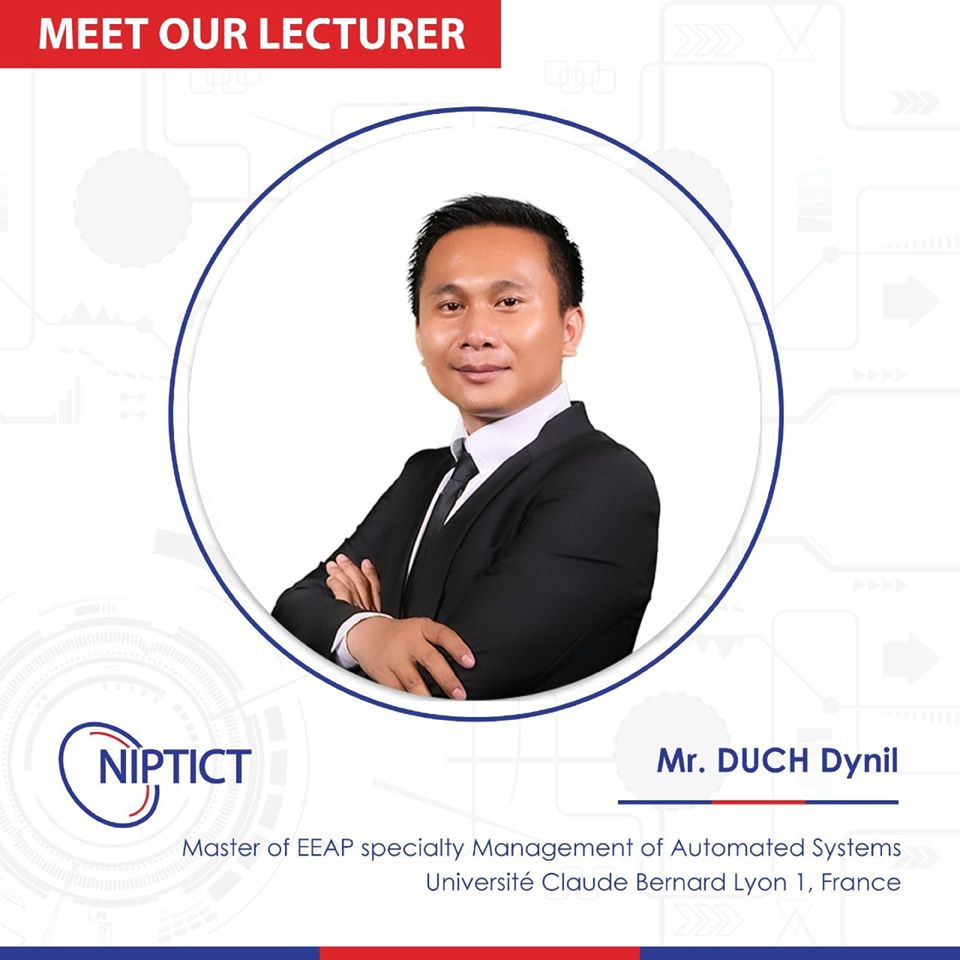 MEET OUR LECTURER
NIPTICT
Mr. DUCH Dynil
Master of EEAP specialty Management of Automated Systems
Université Claude Bernard Lyon 1, France